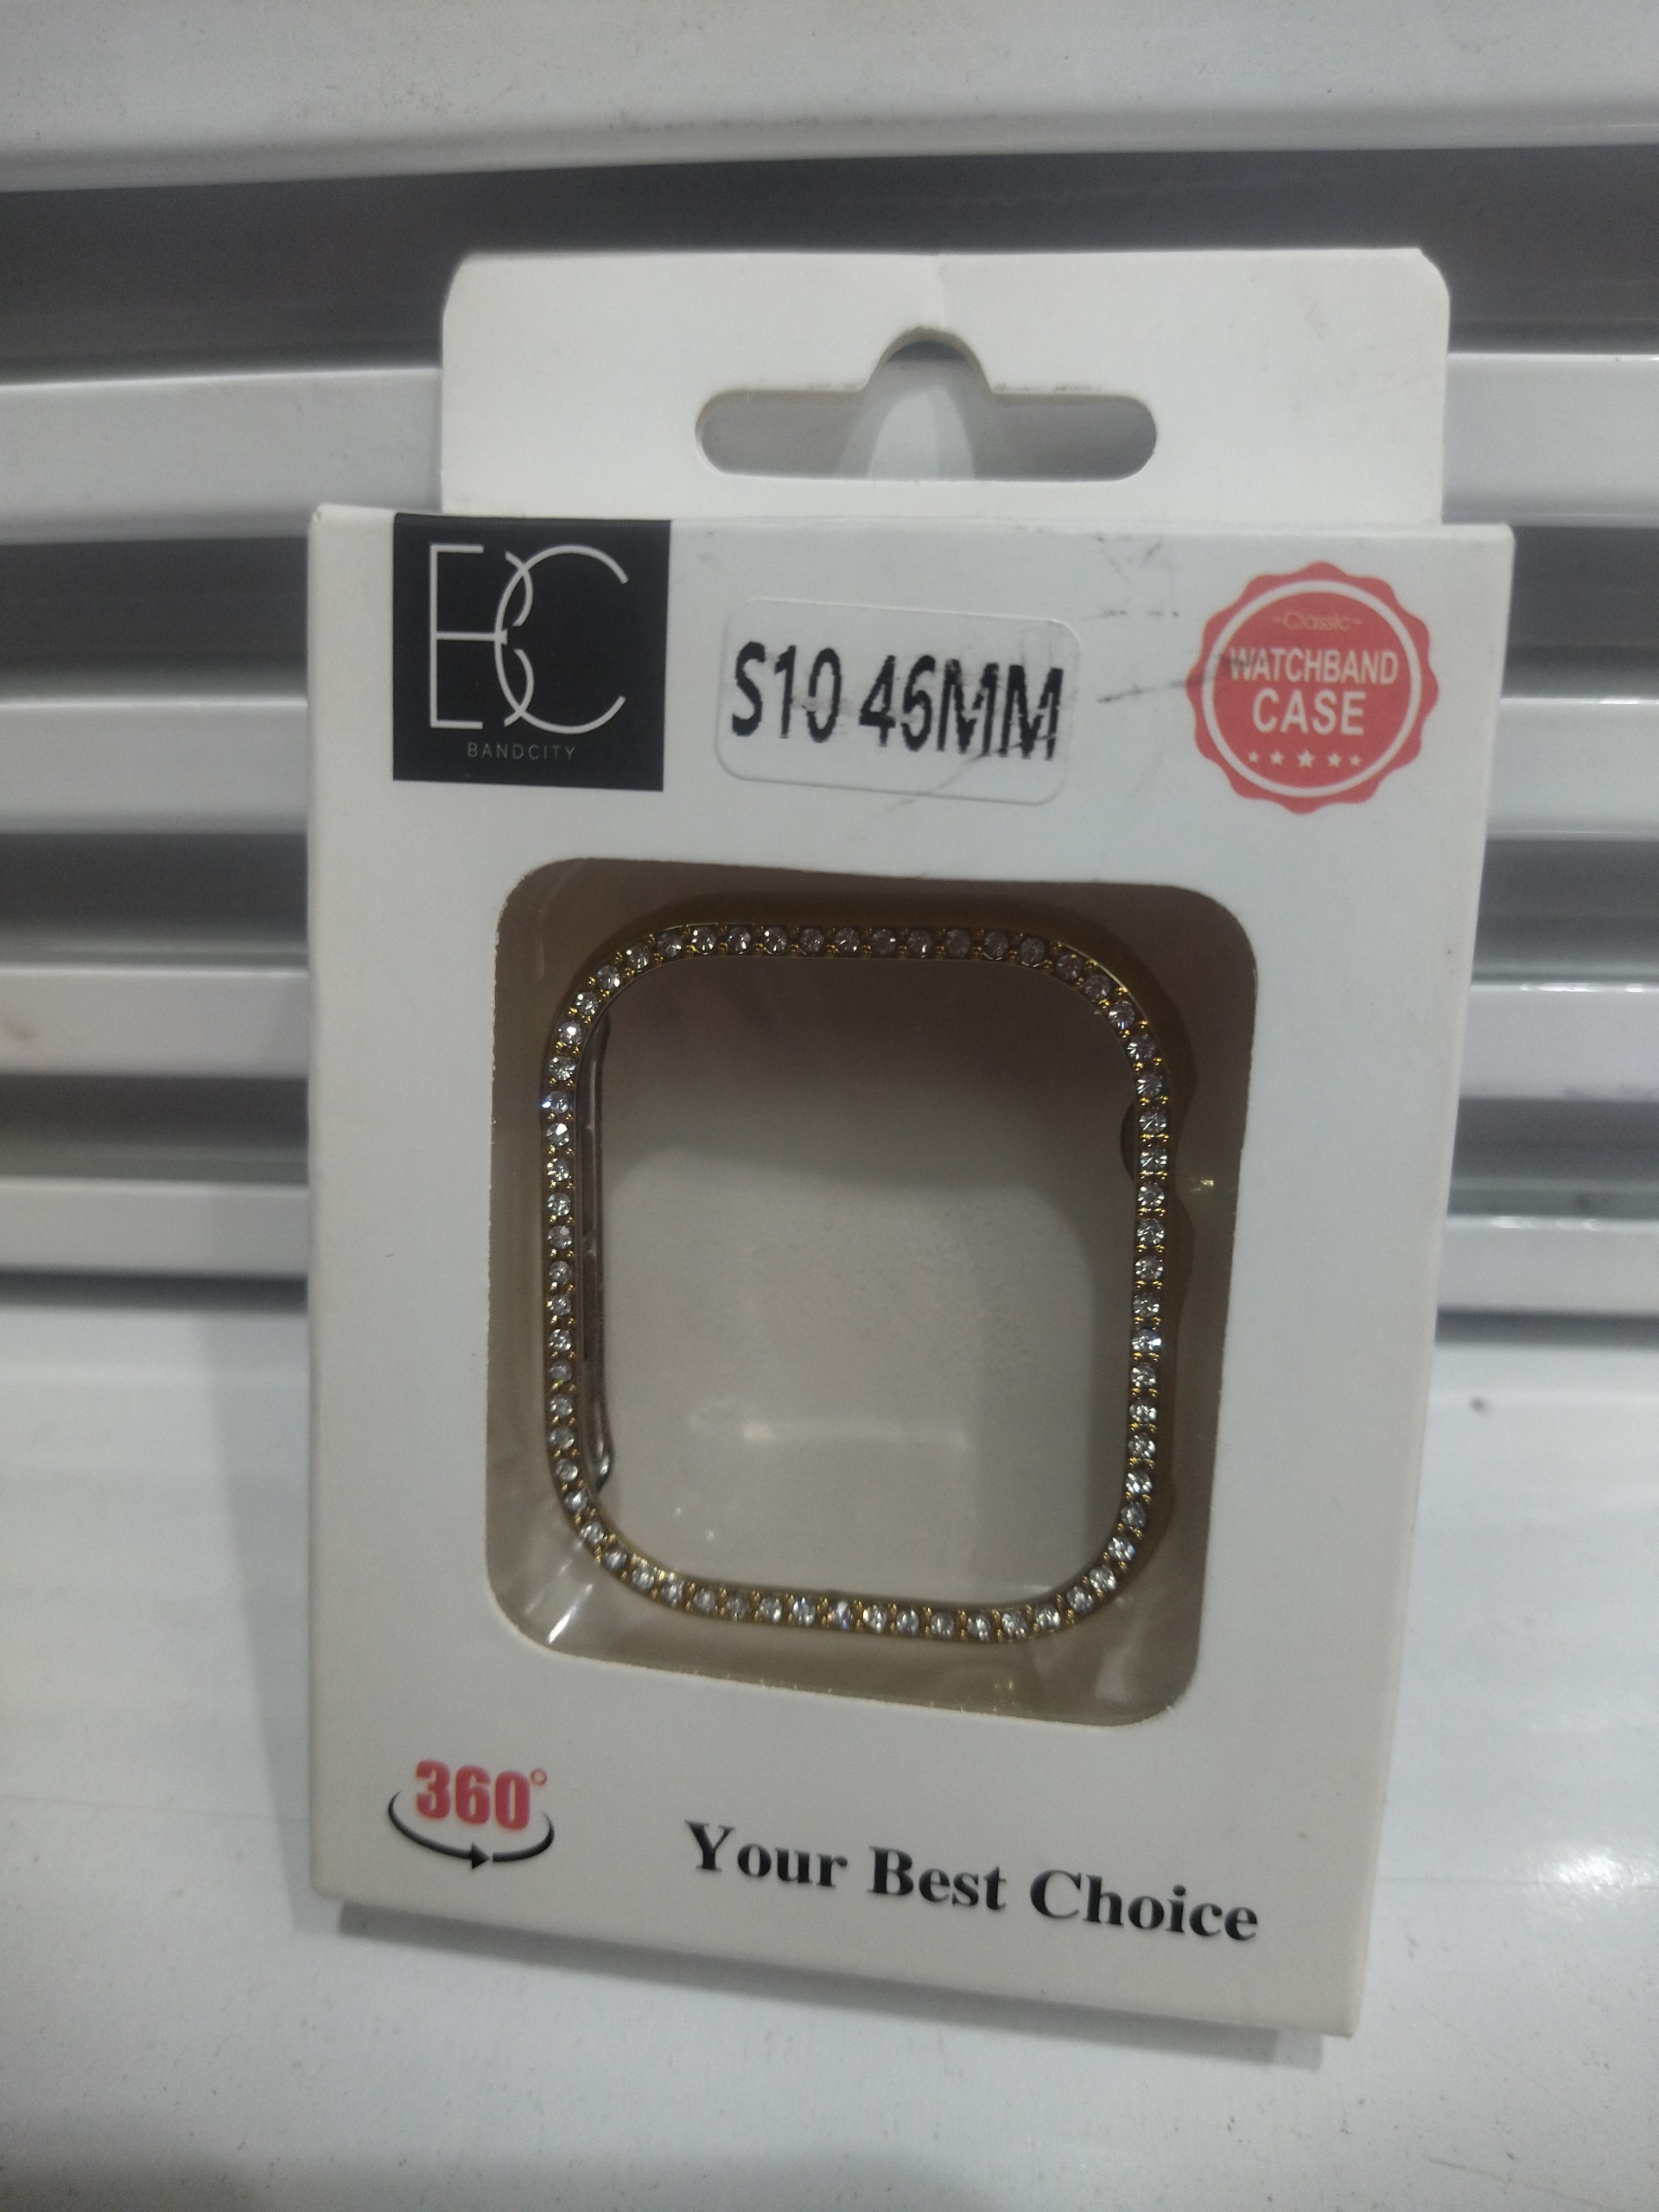 BC
BANDCITY
S10 46MM
~Classic~
WATCHBAND
CASE
360°
Your Best Choice